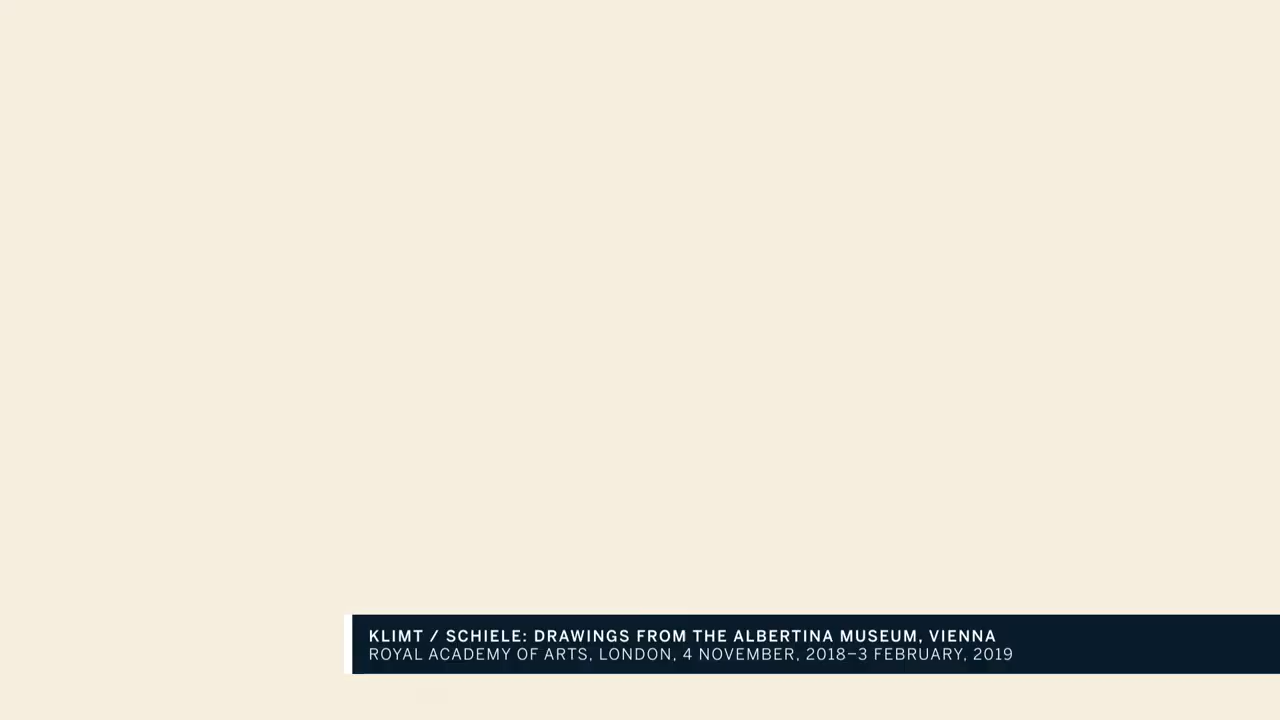 KLIMT / SCHIELE: DRAWINGS FROM THE ALBERTINA MUSEUM, VIENNA
ROYAL ACADEMY OF ARTS, LONDON, 4 NOVEMBER, 2018–3 FEBRUARY, 2019